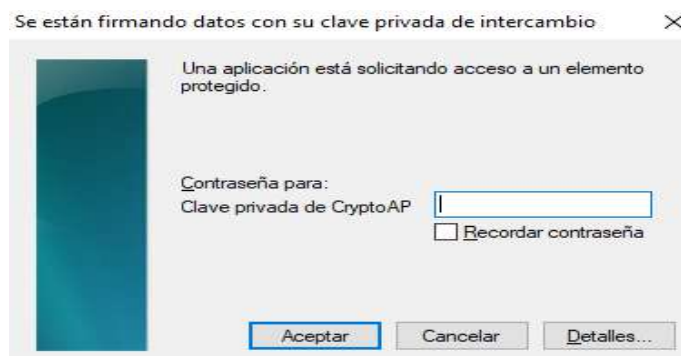 Se están firmando datos con su clave privada de intercambio
Una aplicación está solicitando acceso a un elemento
protegido.
Contraseña para:
Clave privada de CryptoAP
Recordar contraseña
Aceptar
Cancelar
Detalles...